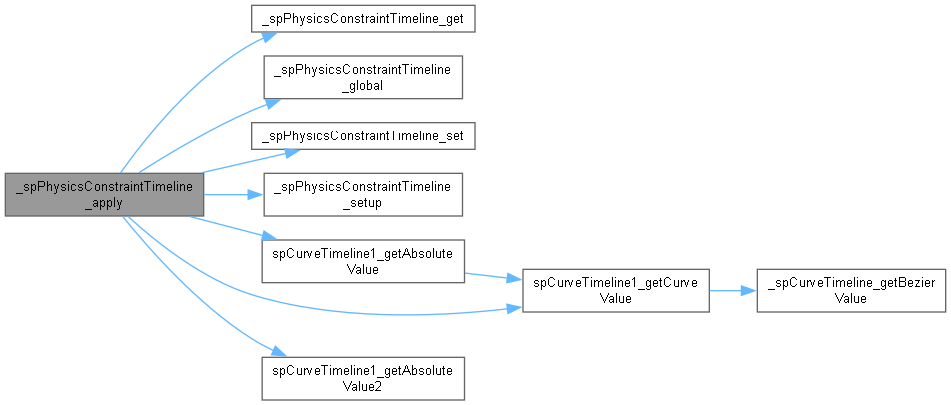 _spPhysicsConstraintTimeline_get
_spPhysicsConstraintTimeline
_global
_spPhysicsConstraintTimeline_set
_spPhysicsConstraintTimeline
_apply
_spPhysicsConstraintTimeline
_setup
spCurveTimeline1_getAbsolute
Value
spCurveTimeline1_getCurve
Value
_spCurveTimeline_getBezier
Value
spCurveTimeline1_getAbsolute
Value2